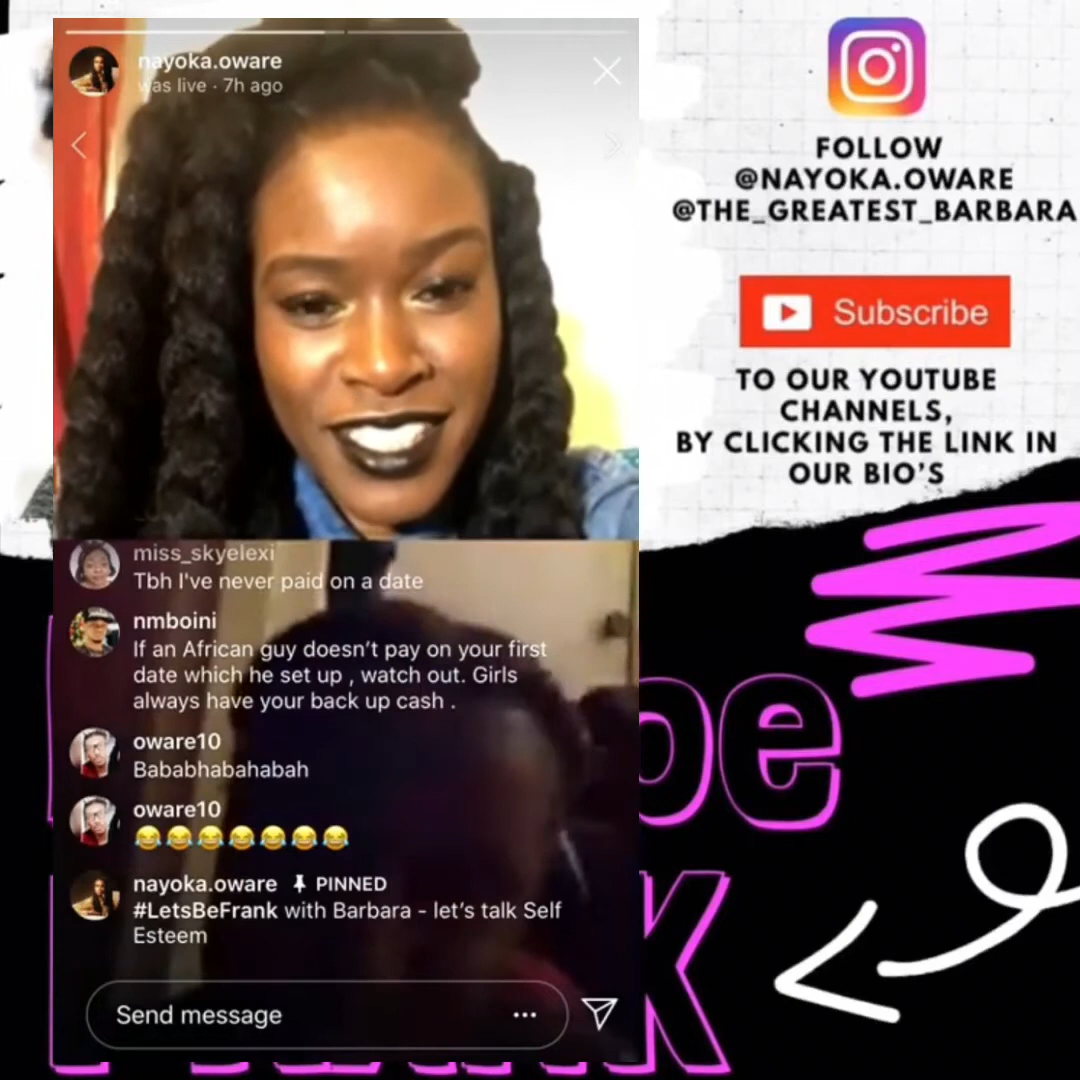 nayoka.oware
was live · 7h ago
FOLLOW
@NAYOKA.OWARE
@THE_GREATEST_BARBARA
Subscribe
TO OUR YOUTUBE
CHANNELS,
BY CLICKING THE LINK IN
OUR BIO'S
miss_skyelexi
Tbh I've never paid on a date
nmboini
If an African guy doesn't pay on your first
date which he set up , watch out. Girls
always have your back up cash .
oware10
Bababhabahabah
oware10
😂😂😂😂😂😂😂
nayoka.oware PINNED
#LetsBeFrank with Barbara - let's talk Self
Esteem
Send message
be